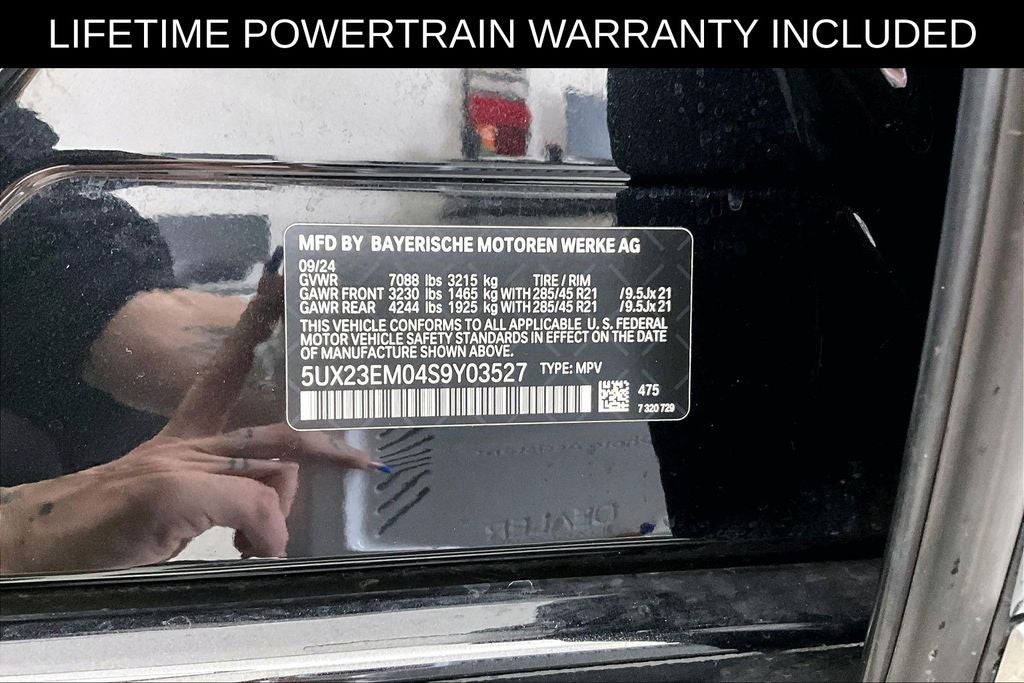 LIFETIME POWERTRAIN WARRANTY INCLUDED
MFD BY BAYERISCHE MOTOREN WERKE AG
09/24
GVWR 7088 lbs 3215 kg TIRE / RIM
GAWR FRONT 3230 lbs 1465 kg WITH 285/45 R21 /9.5Jx21
GAWR REAR 4244 lbs 1925 kg WITH 285/45 R21 /9.5Jx21
THIS VEHICLE CONFORMS TO ALL APPLICABLE U. S. FEDERAL
MOTOR VEHICLE SAFETY STANDARDS IN EFFECT ON THE DATE
OF MANUFACTURE SHOWN ABOVE.
5UX23EM04S9Y03527 TYPE: MPV
475
7 320 729